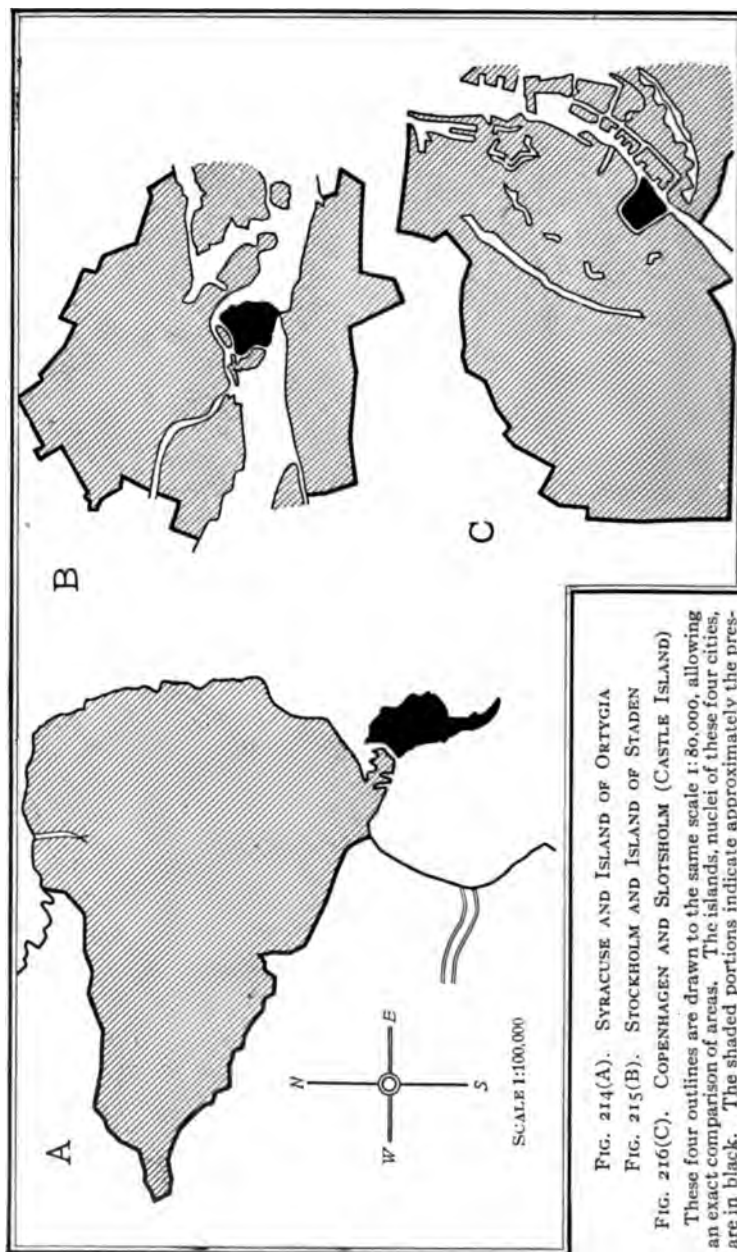 A
B
C
N
W
E
S
SCALE 1:100,000
FIG. 214(A). SYRACUSE AND ISLAND OF ORTYGIA
FIG. 215(B). STOCKHOLM AND ISLAND OF STADEN
FIG. 216(C). COPENHAGEN AND SLOTSHOLM (CASTLE ISLAND)
These four outlines are drawn to the same scale 1:80,000, allowing
an exact comparison of areas. The islands, nuclei of these four cities,
are in black. The shaded portions indicate approximately the pres-